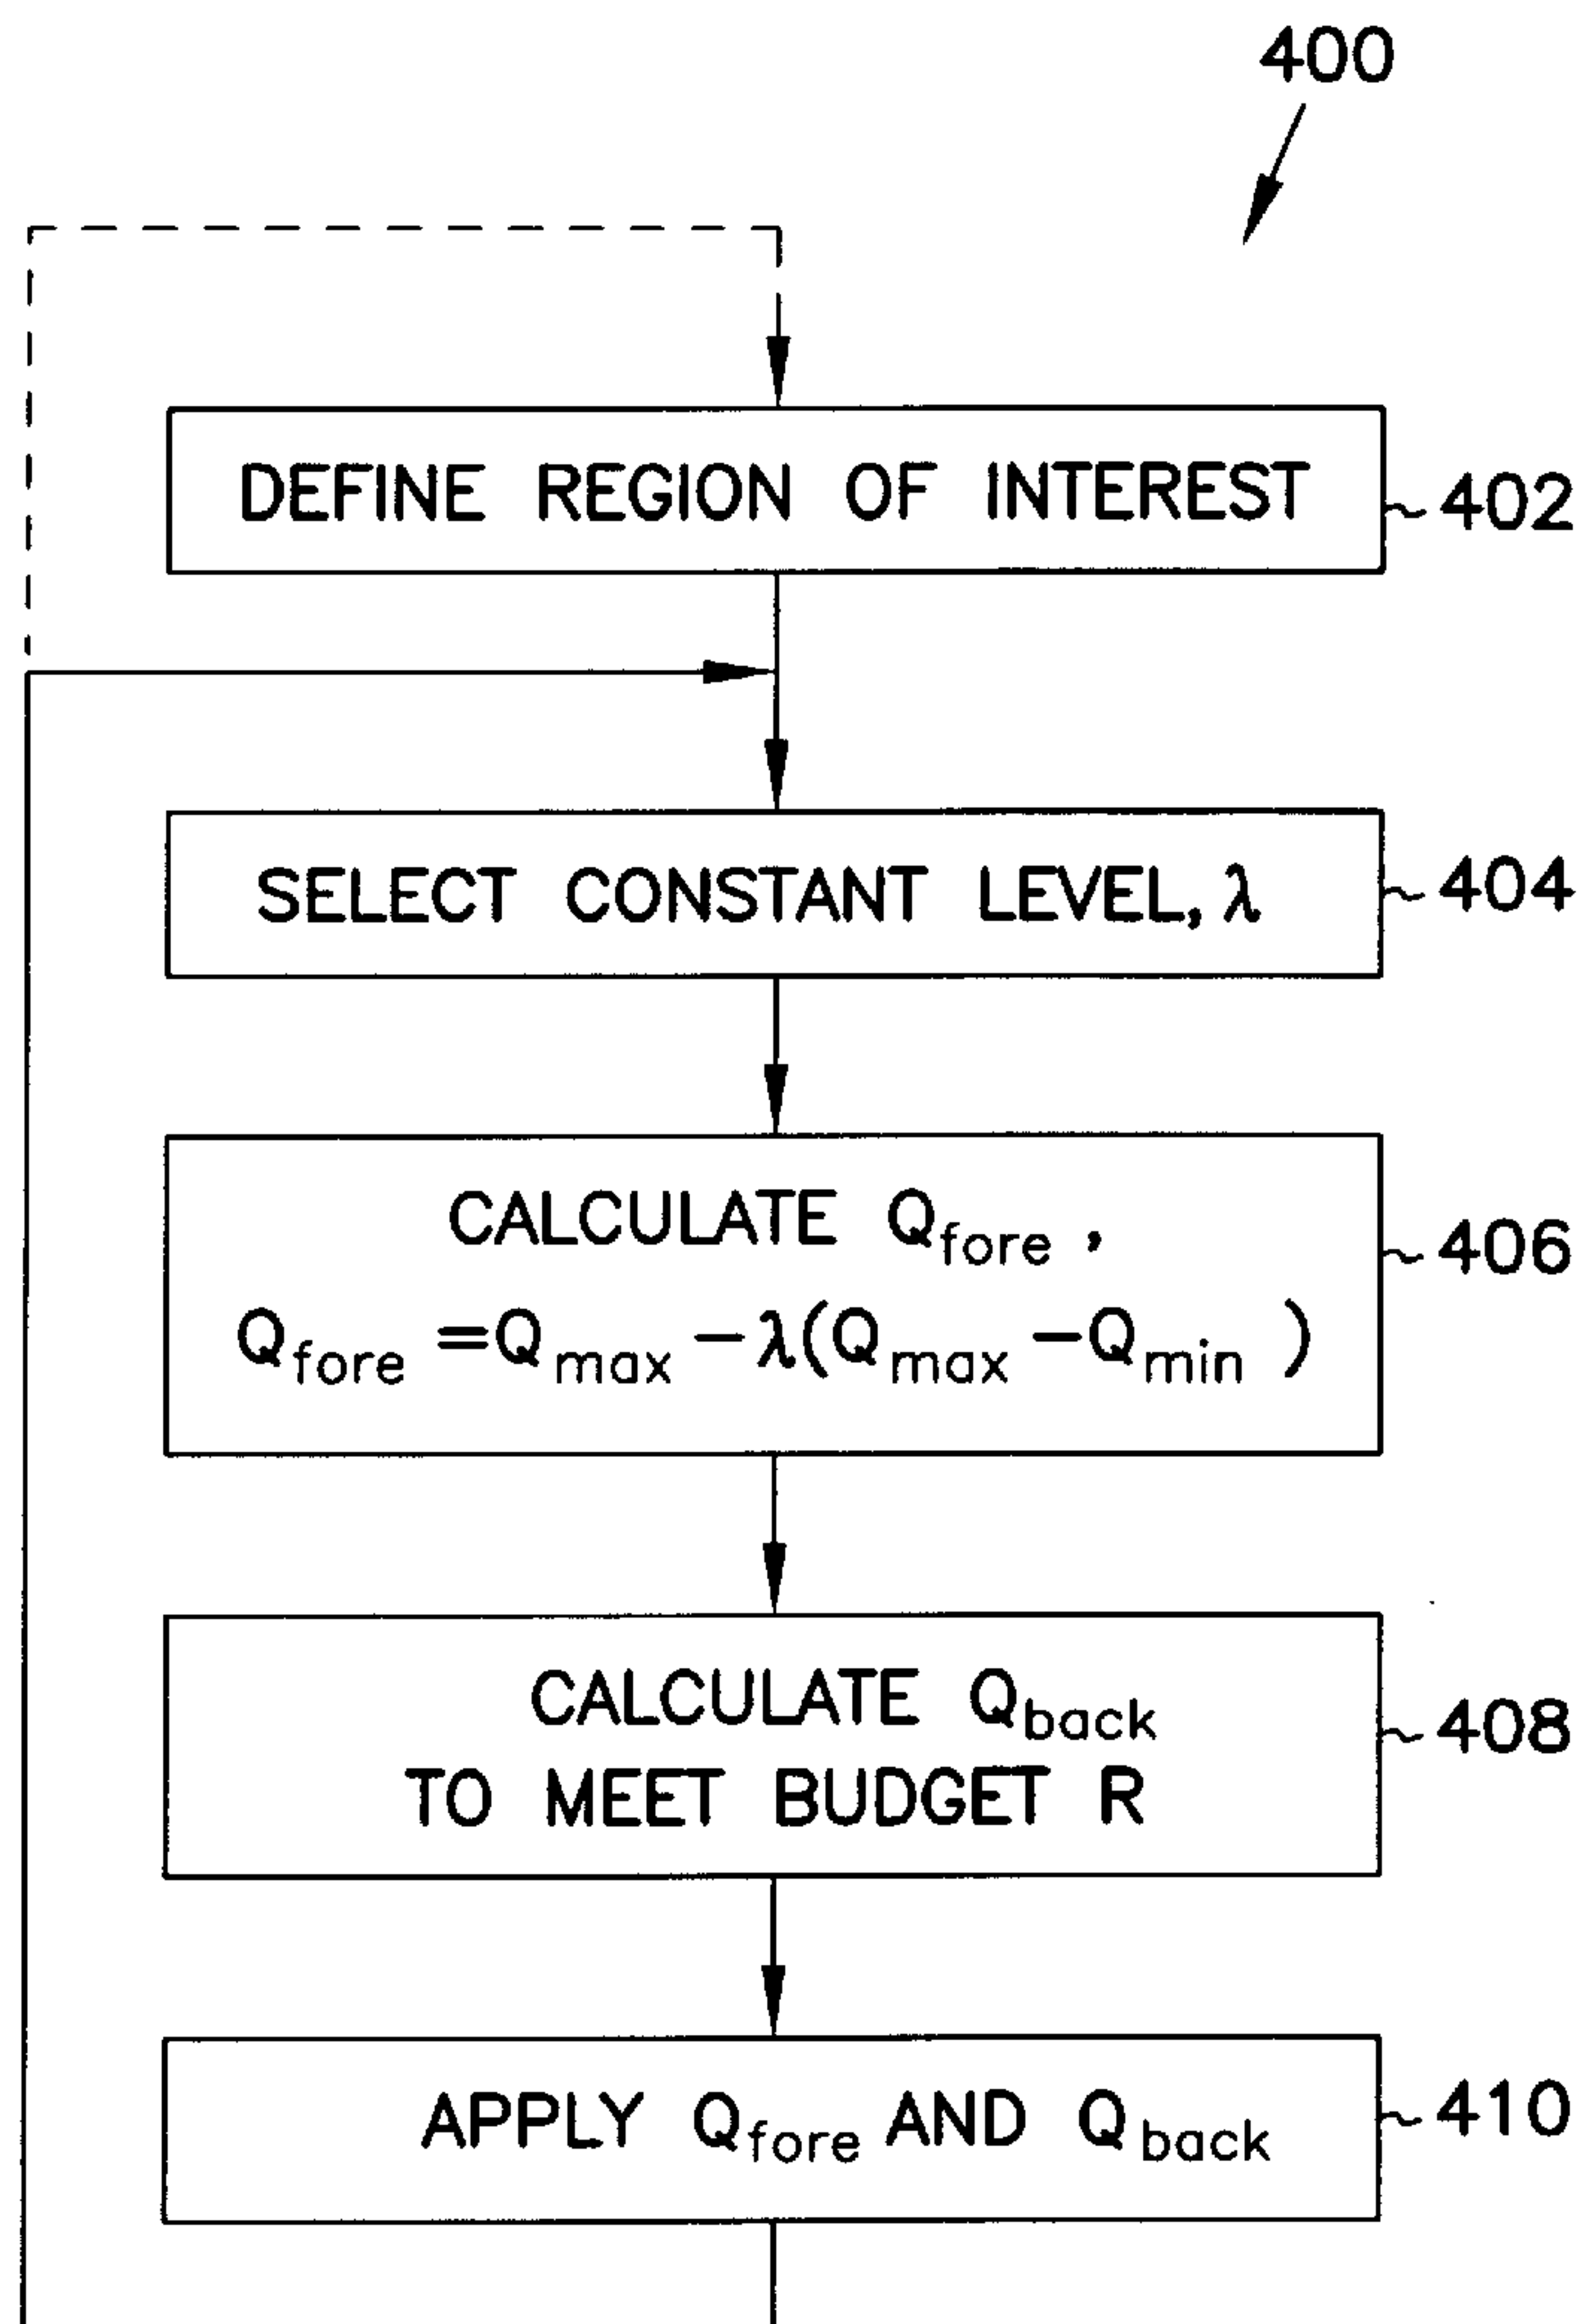 400
DEFINE REGION OF INTEREST
402
SELECT CONSTANT LEVEL, λ
404
CALCULATE Qfore ,
Qfore =Qmax −λ(Qmax −Qmin )
406
CALCULATE Qback
TO MEET BUDGET R
408
APPLY Qfore AND Qback
410